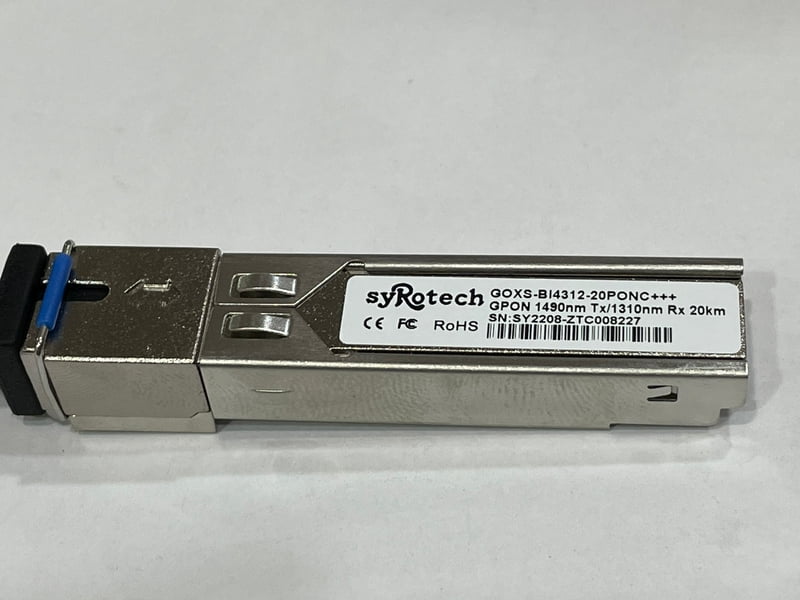 syRotech
GOXS-BI4312-20PONC+++
GPON 1490nm Tx/1310nm Rx 20km
SN:SY2208-ZTC008227
CE FC RoHS